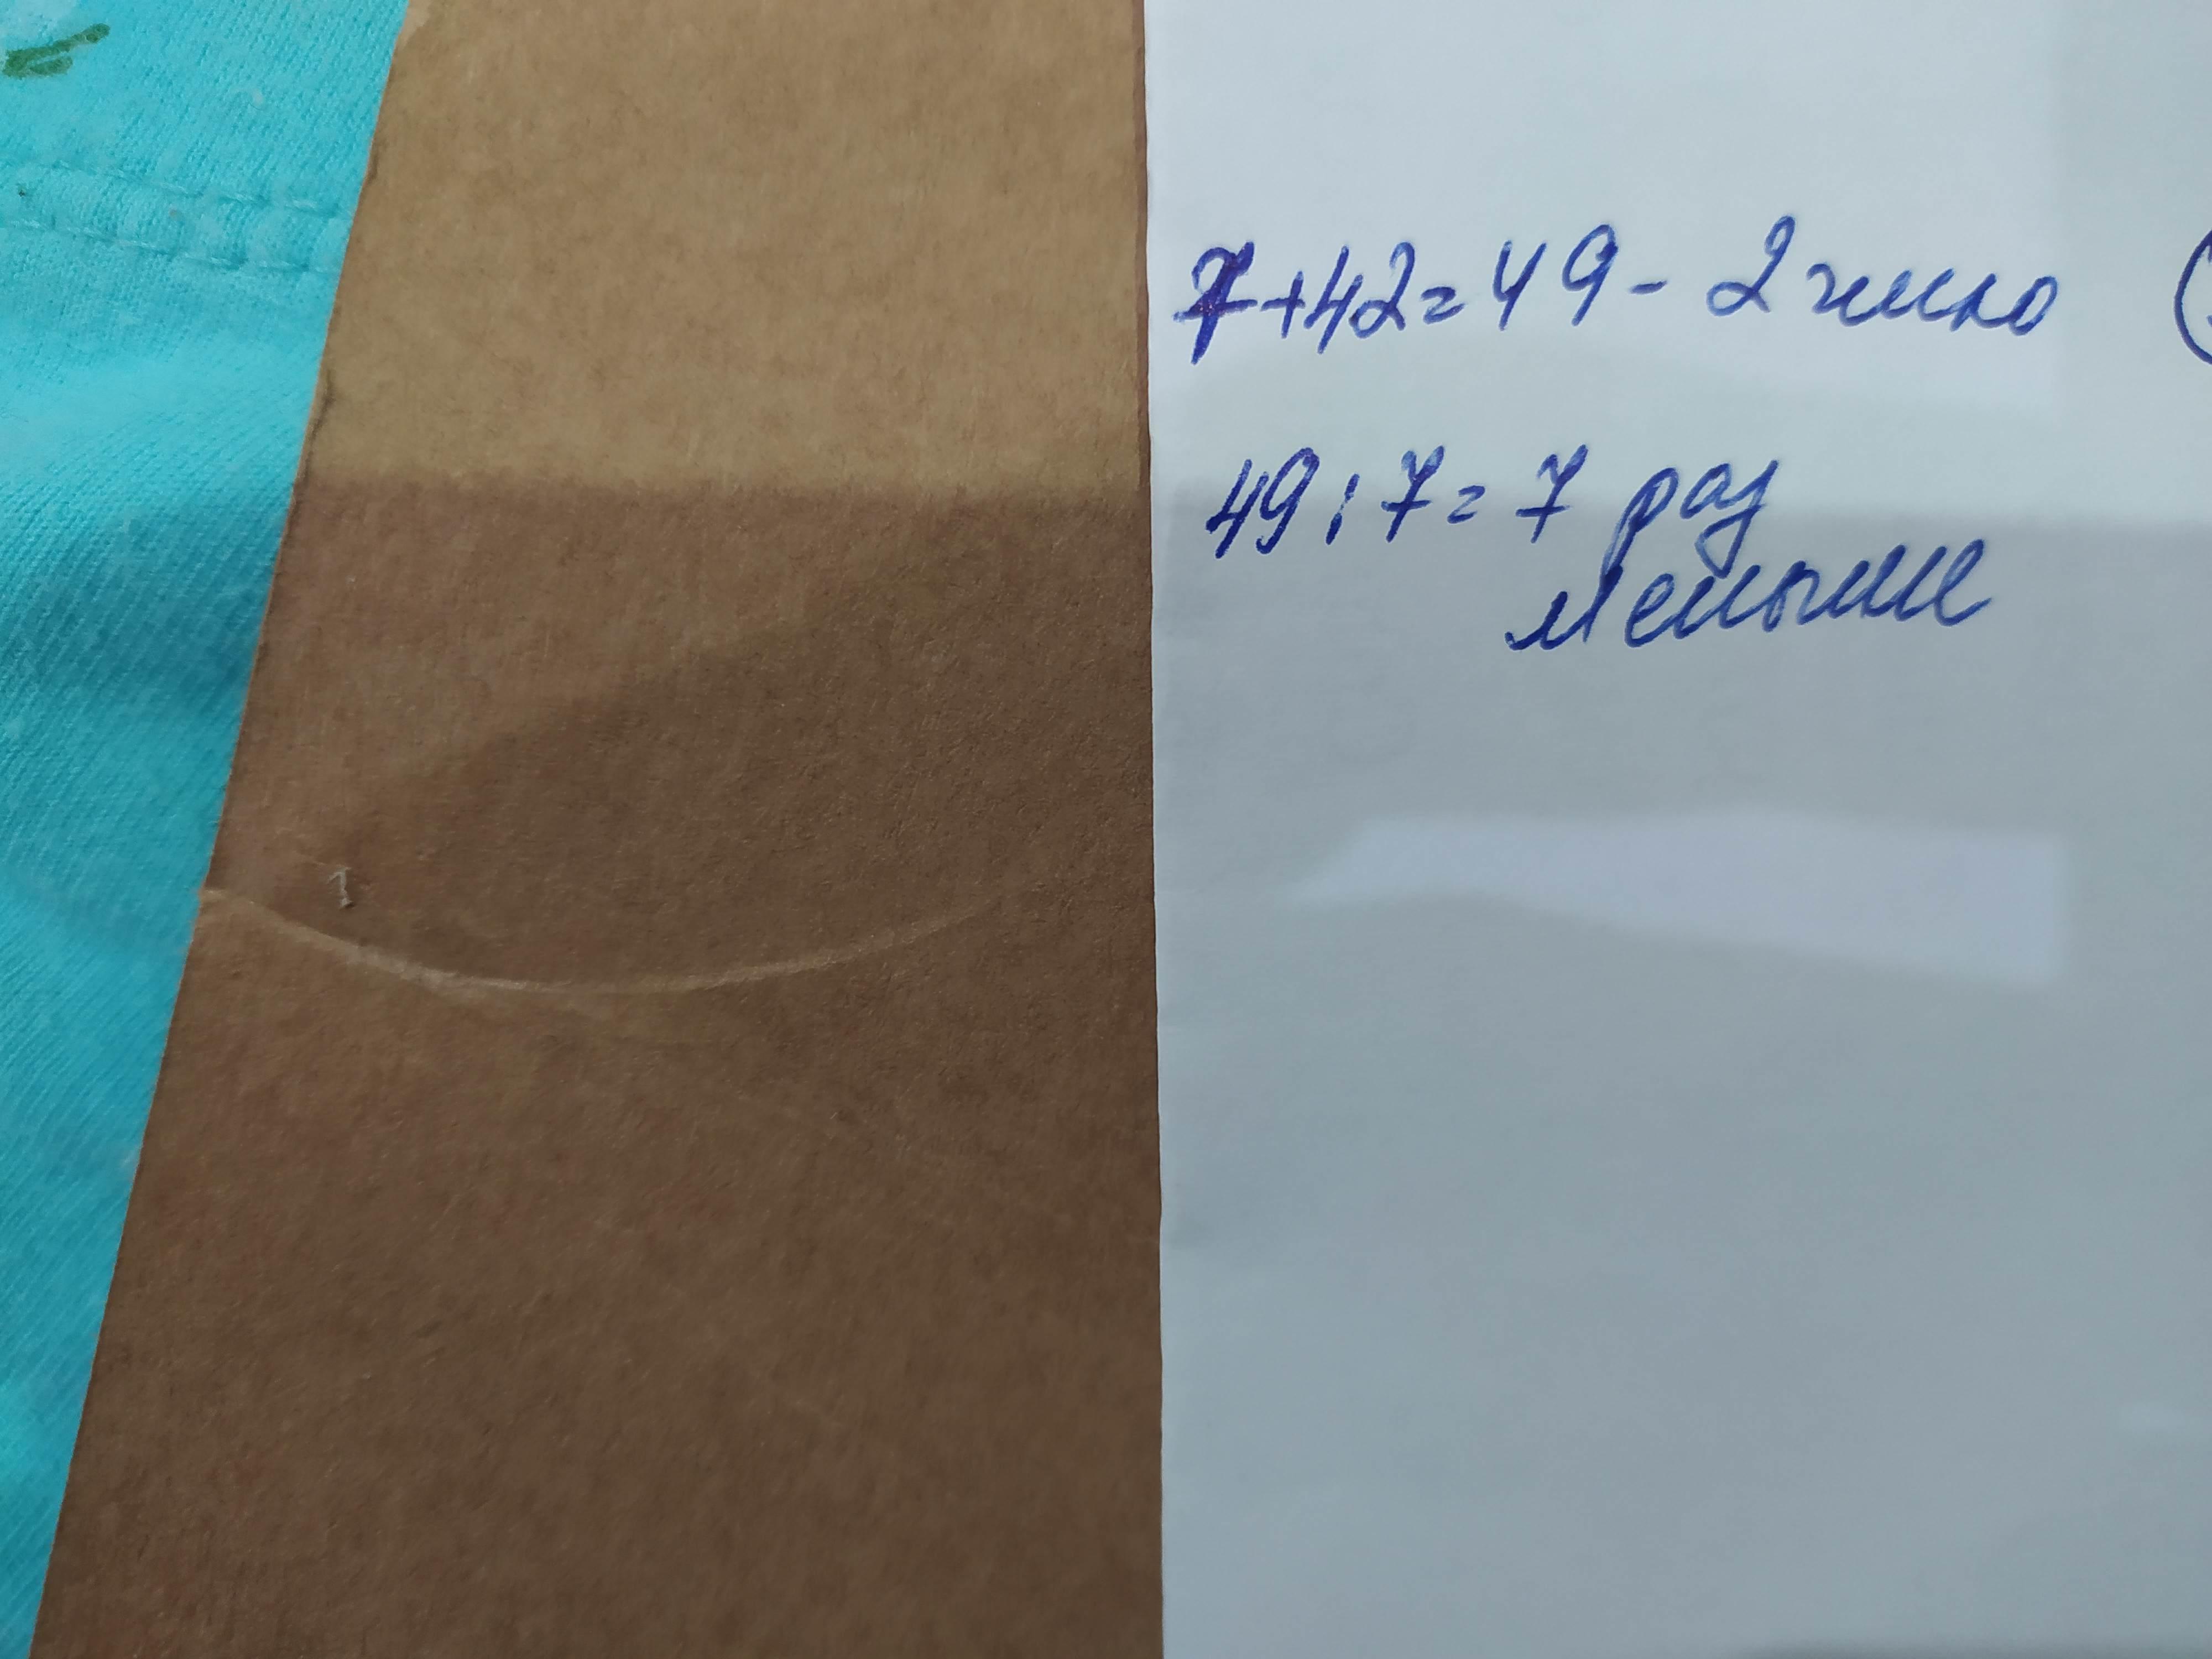 7+42=49 - 2 число (
49:7=7 раз
меньше